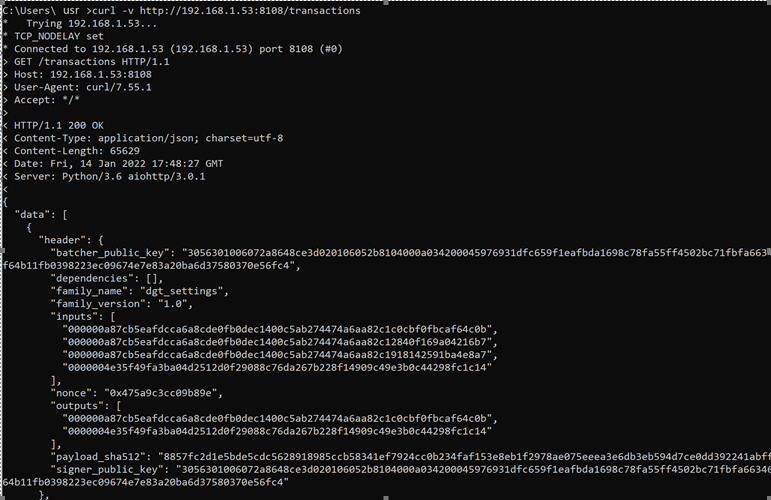 C:\Users\ usr >curl -v http://192.168.1.53:8108/transactions
*   Trying 192.168.1.53...
* TCP_NODELAY set
* Connected to 192.168.1.53 (192.168.1.53) port 8108 (#0)
> GET /transactions HTTP/1.1
> Host: 192.168.1.53:8108
> User-Agent: curl/7.55.1
> Accept: */*
>
< HTTP/1.1 200 OK
< Content-Type: application/json; charset=utf-8
< Content-Length: 65629
< Date: Fri, 14 Jan 2022 17:48:27 GMT
< Server: Python/3.6 aiohttp/3.0.1
<
{
  "data": [
    {
      "header": {
        "batcher_public_key": "3056301006072a8648ce3d020106052b8104000a034200045976931dfc659f1eafbda1698c78fa55ff4502bc71fbfa663
f64b11fb0398223ec09674e7e83a20ba6d37580370e56fc4",
        "dependencies": [],
        "family_name": "dgt_settings",
        "family_version": "1.0",
        "inputs": [
          "000000a87cb5eafdcca6a8cde0fb0dec1400c5ab274474a6aa82c1c0cbf0fbcaf64c0b",
          "000000a87cb5eafdcca6a8cde0fb0dec1400c5ab274474a6aa82c12840f169a04216b7",
          "000000a87cb5eafdcca6a8cde0fb0dec1400c5ab274474a6aa82c1918142591ba4e8a7",
          "0000004e35f49fa3ba04d2512d0f29088c76da267b228f14909c49e3b0c44298fc1c14"
        ],
        "nonce": "0x475a9c3cc09b89e",
        "outputs": [
          "000000a87cb5eafdcca6a8cde0fb0dec1400c5ab274474a6aa82c1c0cbf0fbcaf64c0b",
          "0000004e35f49fa3ba04d2512d0f29088c76da267b228f14909c49e3b0c44298fc1c14"
        ],
        "payload_sha512": "8857fc2d1e5bde5cdc5628918985ccb58341ef7924cc0b234faf153e8eb1f2978ae075eeea3e6db3eb594d7ce0dd392241abff
        "signer_public_key": "3056301006072a8648ce3d020106052b8104000a034200045976931dfc659f1eafbda1698c78fa55ff4502bc71fbfa6634
64b11fb0398223ec09674e7e83a20ba6d37580370e56fc4"
      },